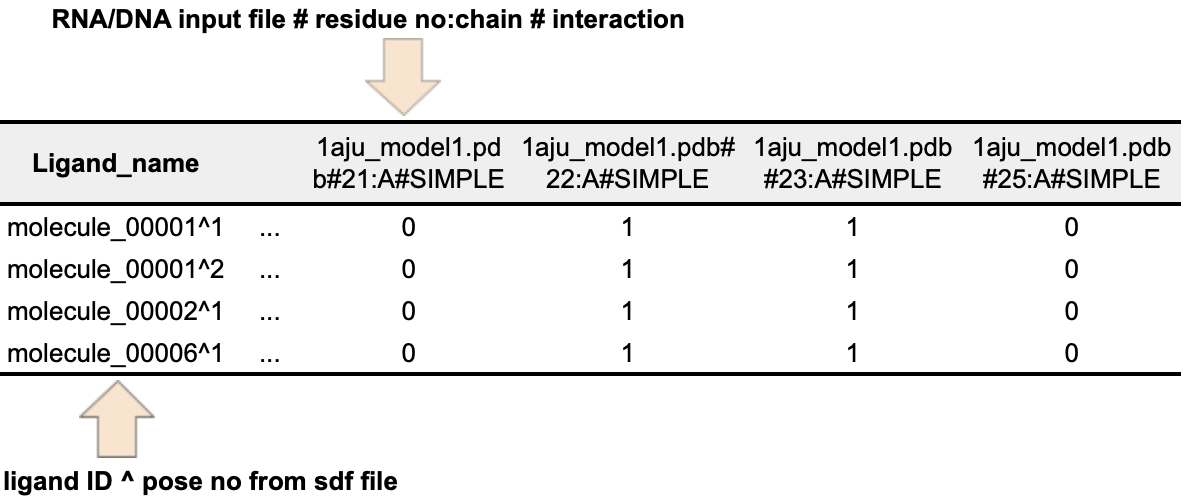 RNA/DNA input file # residue no:chain # interaction
Ligand_name 1aju_model1.pd 1aju_model1.pdb# 1aju_model1.pdb 1aju_model1.pdb
b#21:A#SIMPLE 22:A#SIMPLE #23:A#SIMPLE #25:A#SIMPLE
molecule_00001^1 ... 0 1 1 0
molecule_00001^2 ... 0 1 1 0
molecule_00002^1 ... 0 1 1 0
molecule_00006^1 ... 0 1 1 0
ligand ID ^ pose no from sdf file